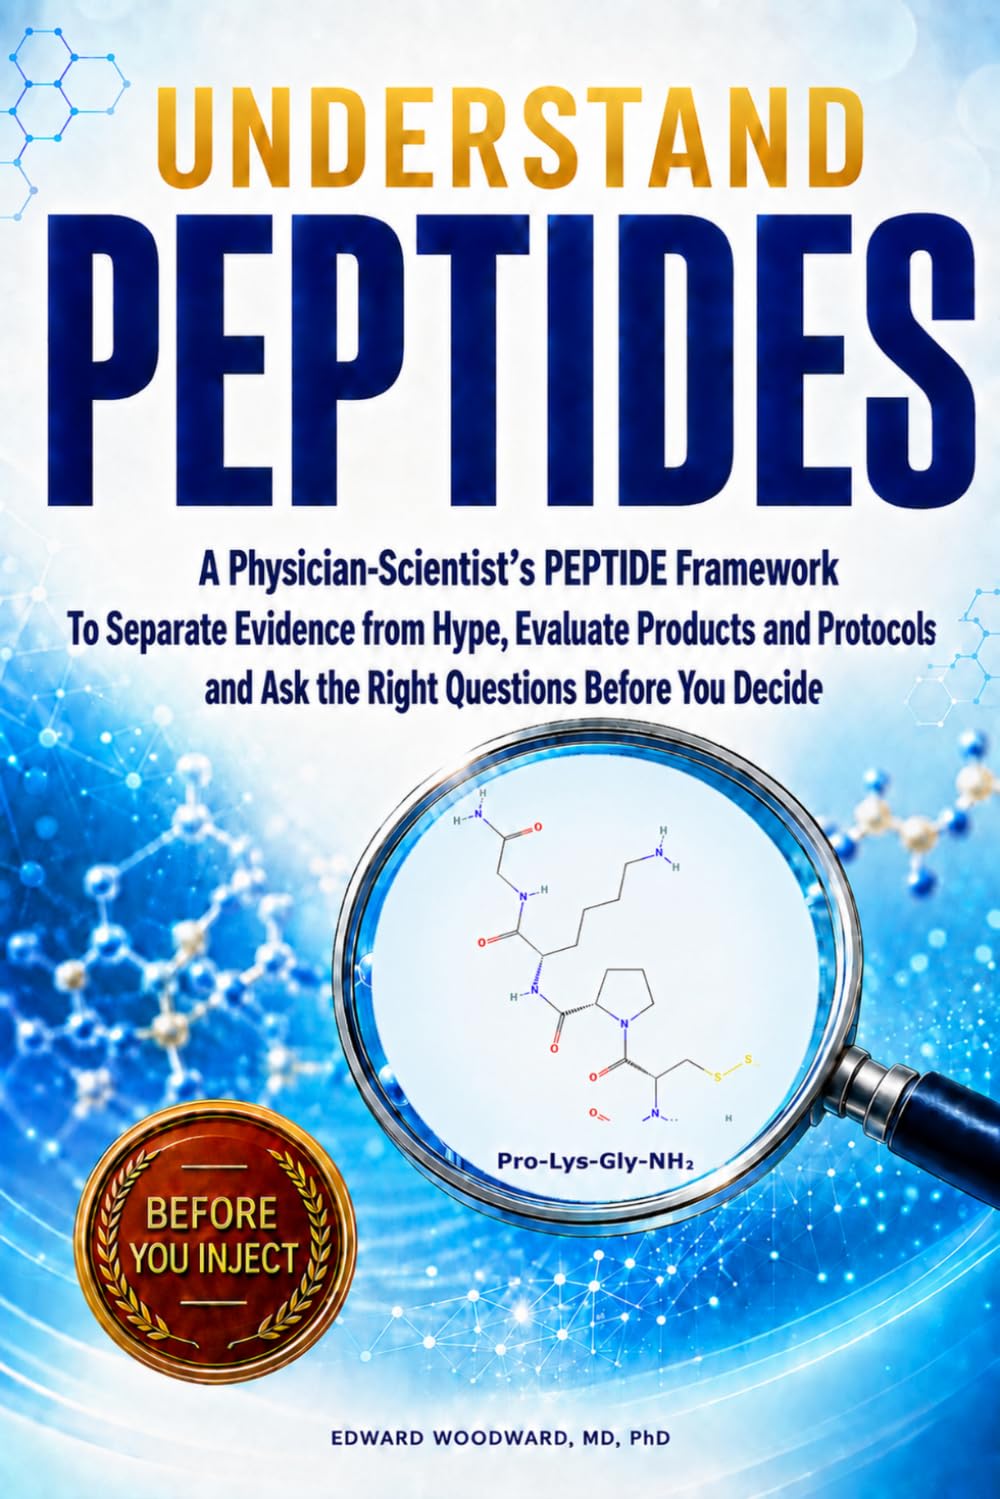 UNDERSTAND
PEPTIDES
A Physician-Scientist's PEPTIDE Framework
To Separate Evidence from Hype, Evaluate Products and Protocols
and Ask the Right Questions Before You Decide
H
H N
O
N H
O
H
N
H
H N
O
N
O
S S
O
N
H
Pro-Lys-Gly-NH₂
BEFORE
YOU INJECT
EDWARD WOODWARD, MD, PhD